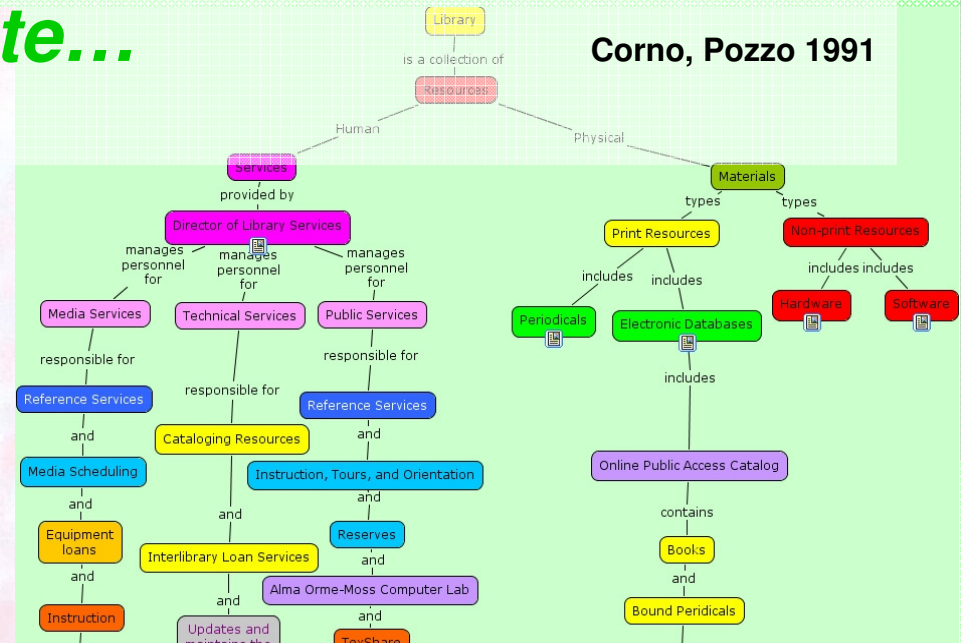 te...
Corno, Pozzo 1991
Library
is a collection of
Resources
Human
Physical
Services
provided by
Director of Library Services
manages
personnel
for
manages
personnel
for
manages
personnel
for
Media Services
Technical Services
Public Services
responsible for
responsible for
responsible for
Reference Services
Cataloging Resources
Reference Services
and
and
and
Media Scheduling
Interlibrary Loan Services
Instruction, Tours, and Orientation
and
and
and
Equipment
loans
Updates and
maintains the
Reserves
and
and
Instruction
Alma Orme-Moss Computer Lab
and
TexShare
Materials
types
types
Print Resources
Non-print Resources
includes
includes
includes
includes
Periodicals
Electronic Databases
Hardware
Software
includes
Online Public Access Catalog
contains
Books
and
Bound Peridicals